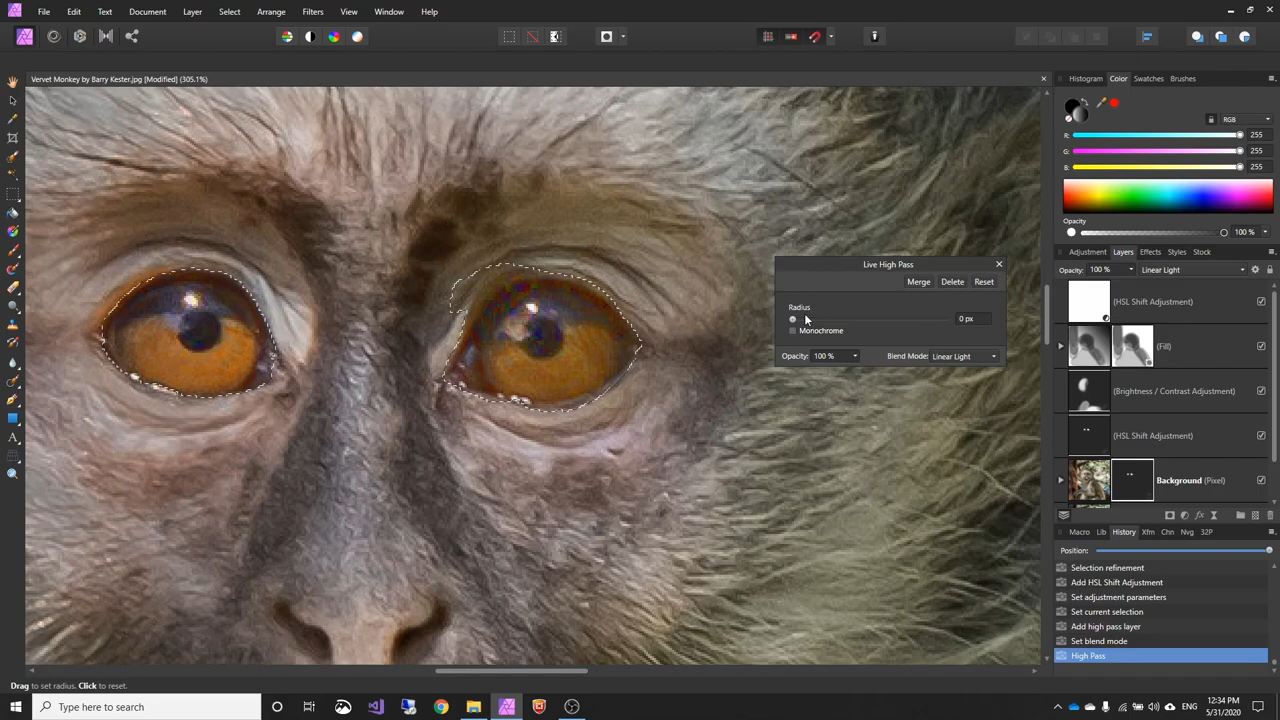 File Edit Text Document Layer Select Arrange Filters View Window Help
Vervet Monkey by Barry Kester.jpg [Modified] (305.1%)
Histogram Color Swatches Brushes
RGB
R: 255
G: 255
B: 255
Opacity
100 %
Adjustment Layers Effects Styles Stock
Opacity: 100 % Linear Light
(HSL Shift Adjustment)
(Fill)
(Brightness / Contrast Adjustment)
(HSL Shift Adjustment)
Background (Pixel)
Live High Pass
Merge Delete Reset
Radius
0 px
Monochrome
Opacity: 100 % Blend Mode: Linear Light
Macro Lib History Xfm Chn Nvg 32P
Position:
Selection refinement
Add HSL Shift Adjustment
Set adjustment parameters
Set current selection
Add high pass layer
Set blend mode
High Pass
Drag to set radius. Click to reset.
Type here to search
ENG
12:34 PM
5/31/2020